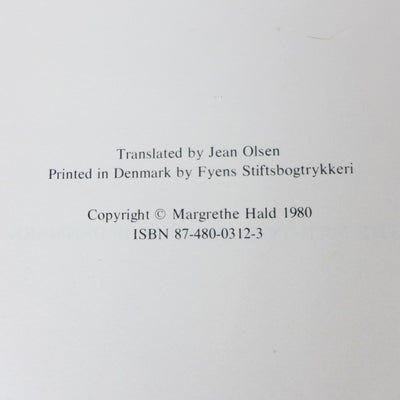 Translated by Jean Olsen
Printed in Denmark by Fyens Stiftsbogtrykkeri
Copyright © Margrethe Hald 1980
ISBN 87-480-0312-3